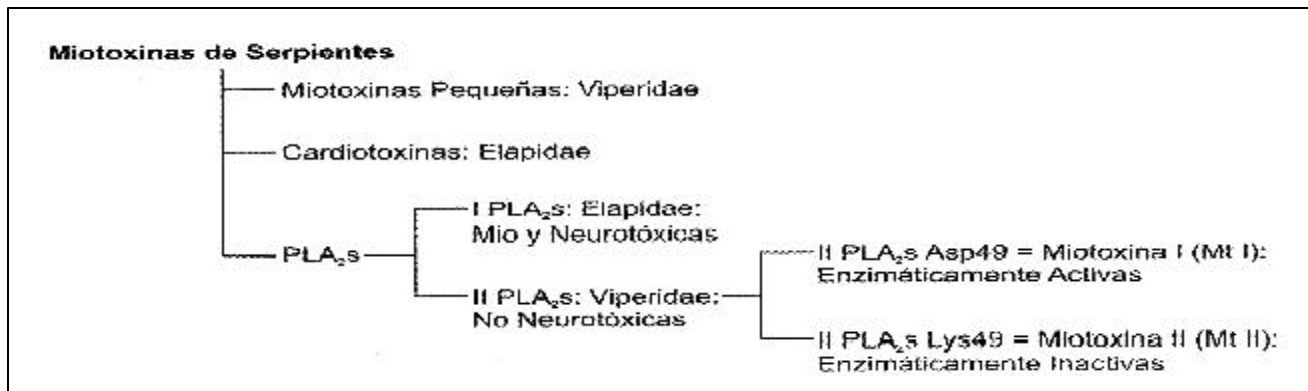 Miotoxinas de Serpientes
Miotoxinas Pequeñas: Viperidae
Cardiotoxinas: Elapidae
PLA₂s
I PLA₂s: Elapidae:
Mio y Neurotóxicas
II PLA₂s: Viperidae:
No Neurotóxicas
II PLA₂s Asp49 = Miotoxina I (Mt I):
Enzimáticamente Activas
II PLA₂s Lys49 = Miotoxina II (Mt II):
Enzimáticamente Inactivas